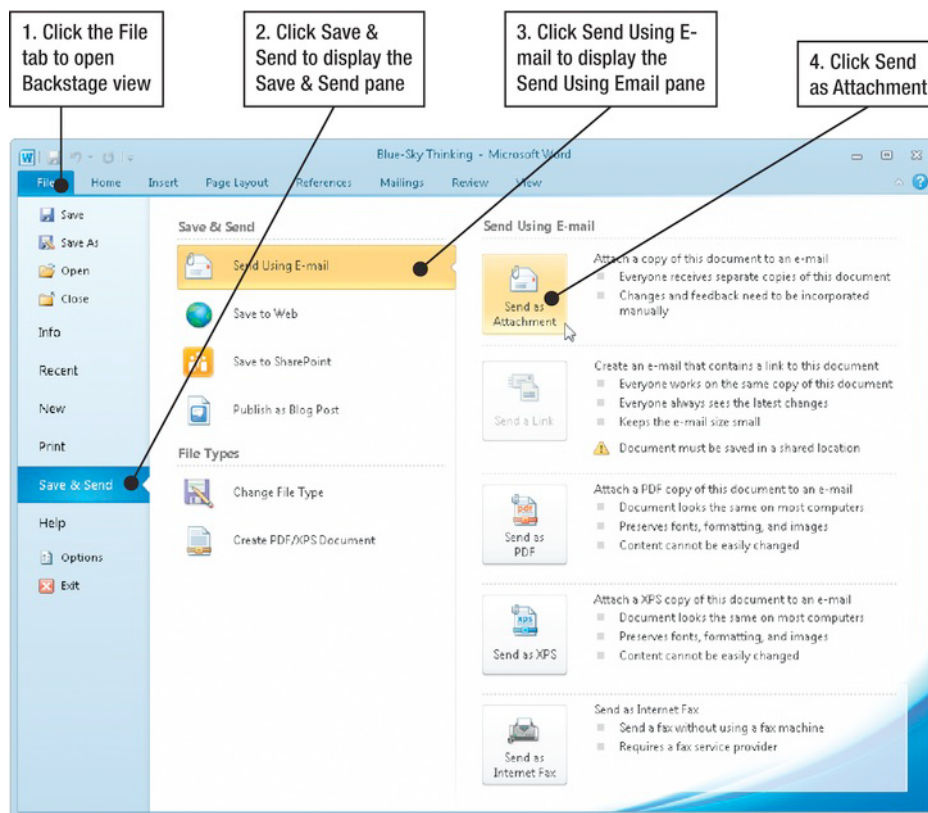 1. Click the File
tab to open
Backstage view
2. Click Save &
Send to display the
Save & Send pane
3. Click Send Using E-
mail to display the
Send Using Email pane
4. Click Send
as Attachment
Blue-Sky Thinking - Microsoft Word
File Home Insert Page Layout References Mailings Review View
Save
Save As
Open
Close
Info
Recent
New
Print
Save & Send
Help
Options
Exit
Save & Send
Send Using E-mail
Save to Web
Save to SharePoint
Publish as Blog Post
File Types
Change File Type
Create PDF/XPS Document
Send Using E-mail
Send as
Attachment
Attach a copy of this document to an e-mail
Everyone receives separate copies of this document
Changes and feedback need to be incorporated
manually
Send a Link
Create an e-mail that contains a link to this document
Everyone works on the same copy of this document
Everyone always sees the latest changes
Keeps the e-mail size small
Document must be saved in a shared location
Send as
PDF
Attach a PDF copy of this document to an e-mail
Document looks the same on most computers
Preserves fonts, formatting, and images
Content cannot be easily changed
Send as XPS
Attach a XPS copy of this document to an e-mail
Document looks the same on most computers
Preserves fonts, formatting, and images
Content cannot be easily changed
Send as
Internet Fax
Send as Internet Fax
Send a fax without using a fax machine
Requires a fax service provider